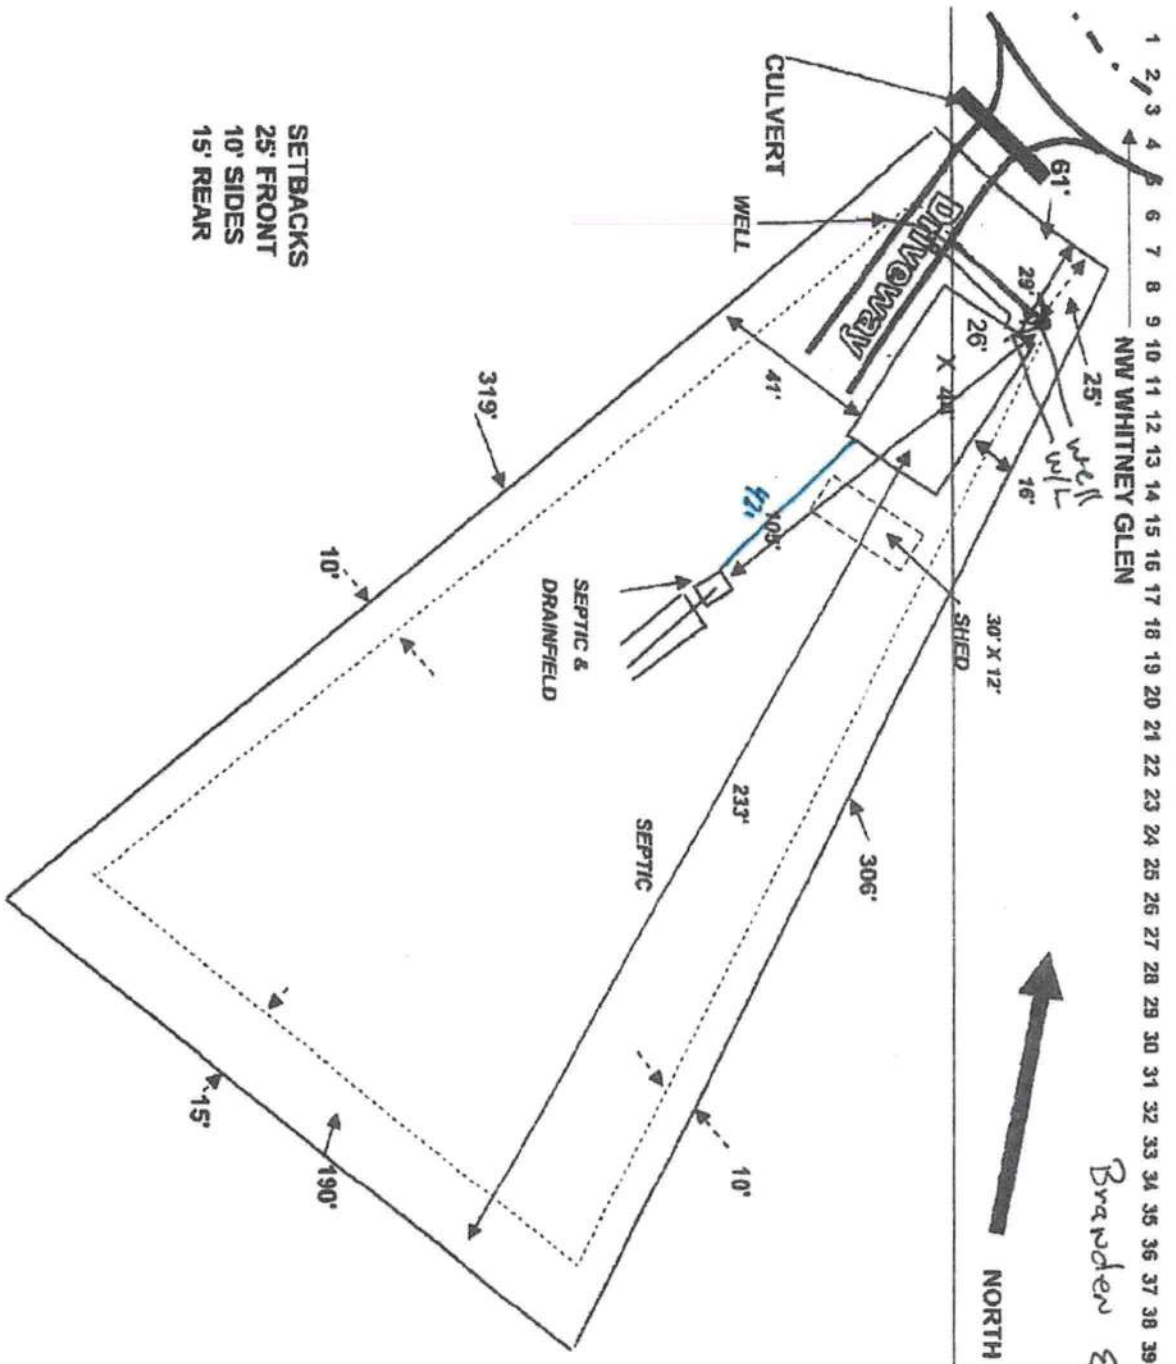 1 2 3 4 5 6 7 8 9 10 11 12 13 14 15 16 17 18 19 20 21 22 23 24 25 26 27 28 29 30 31 32 33 34 35 36 37 38 39
NW WHITNEY GLEN
Branden &
NORTH
61'
29'
25'
well
W/L
26'
X 44
16'
30' X 12'
SHED
CULVERT
WELL
Driveway
41'
42'
105'
319'
10'
SEPTIC &
DRAINFIELD
233'
SEPTIC
306'
10'
15'
190'
SETBACKS
25' FRONT
10' SIDES
15' REAR